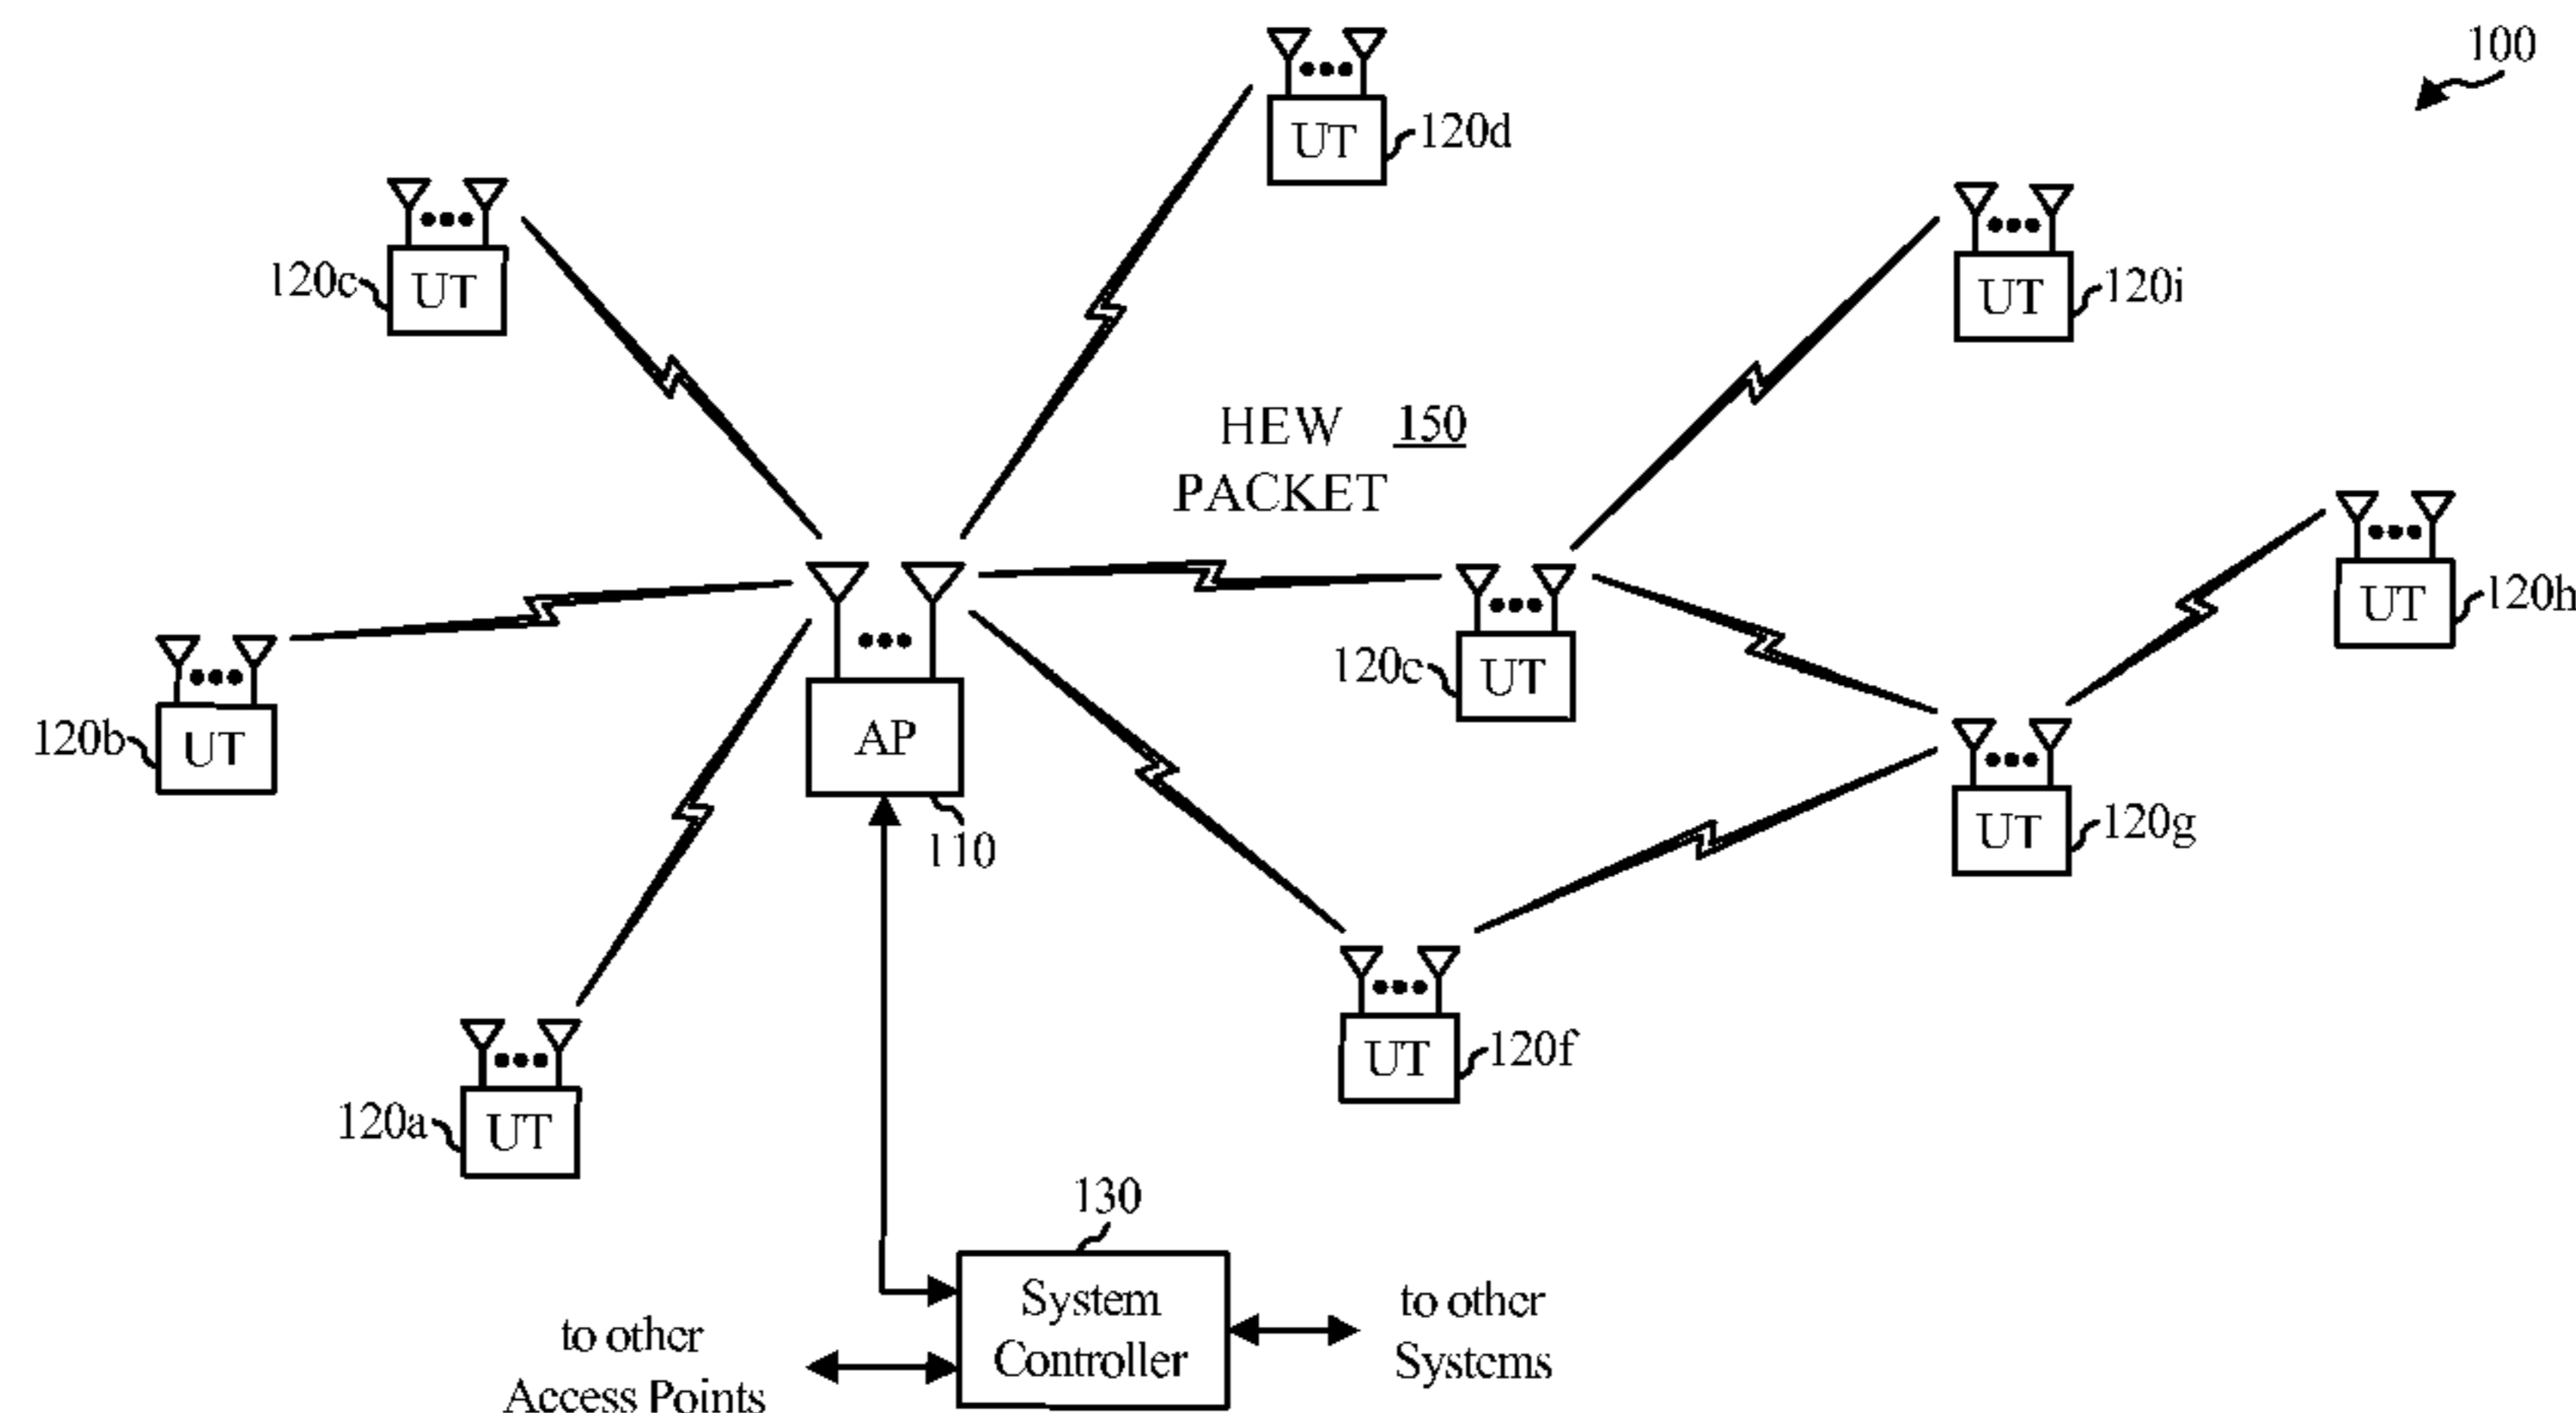 100
UT
120d
120c
UT
UT
120i
HEW 150
PACKET
UT
120h
120b
UT
AP
110
120c
UT
UT
120g
UT
120f
120a
UT
130
System
Controller
to other
Access Points
to other
Systems